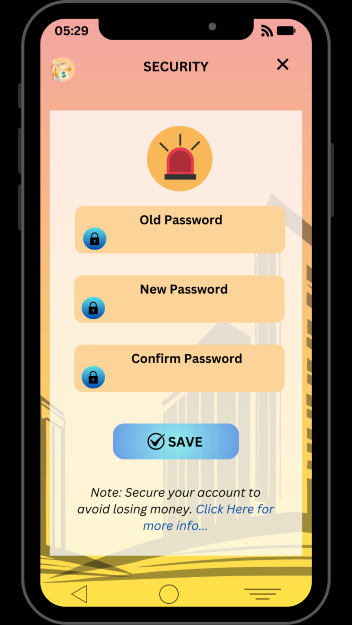 05:29
SECURITY
Old Password
New Password
Confirm Password
SAVE
Note: Secure your account to
avoid losing money. Click Here for
more info...